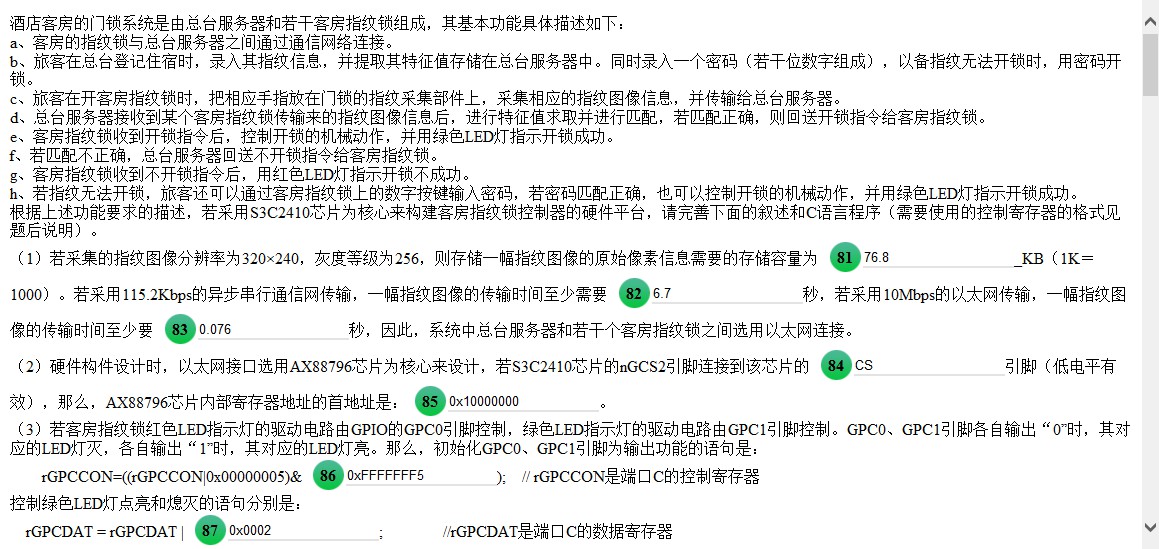 酒店客房的门锁系统是由总台服务器和若干客房指纹锁组成，其基本功能具体描述如下：
a、客房的指纹锁与总台服务器之间通过通信网络连接。
b、旅客在总台登记住宿时，录入其指纹信息，并提取其特征值存储在总台服务器中。同时录入一个密码（若干位数字组成），以备指纹无法开锁时，用密码开
锁。
c、旅客在开客房指纹锁时，把相应手指放在门锁的指纹采集部件上，采集相应的指纹图像信息，并传输给总台服务器。
d、总台服务器接收到某个客房指纹锁传输来的指纹图像信息后，进行特征值求取并进行匹配，若匹配正确，则回送开锁指令给客房指纹锁。
e、客房指纹锁收到开锁指令后，控制开锁的机械动作，并用绿色LED灯指示开锁成功。
f、若匹配不正确，总台服务器回送不开锁指令给客房指纹锁。
g、客房指纹锁收到不开锁指令后，用红色LED灯指示开锁不成功。
h、若指纹无法开锁，旅客还可以通过客房指纹锁上的数字按键输入密码，若密码匹配正确，也可以控制开锁的机械动作，并用绿色LED灯指示开锁成功。
根据上述功能要求的描述，若采用S3C2410芯片为核心来构建客房指纹锁控制器的硬件平台，请完善下面的叙述和C语言程序（需要使用的控制寄存器的格式见
题后说明）。
（1）若采集的指纹图像分辨率为320×240，灰度等级为256，则存储一幅指纹图像的原始像素信息需要的存储容量为 81 76.8 _KB（1K＝
1000）。若采用115.2Kbps的异步串行通信网传输，一幅指纹图像的传输时间至少需要 82 6.7 秒，若采用10Mbps的以太网传输，一幅指纹图
像的传输时间至少要 83 0.076 秒，因此，系统中总台服务器和若干个客房指纹锁之间选用以太网连接。
（2）硬件构件设计时，以太网接口选用AX88796芯片为核心来设计，若S3C2410芯片的nGCS2引脚连接到该芯片的 84 CS 引脚（低电平有
效），那么，AX88796芯片内部寄存器地址的首地址是： 85 0x10000000 。
（3）若客房指纹锁红色LED指示灯的驱动电路由GPIO的GPC0引脚控制，绿色LED指示灯的驱动电路由GPC1引脚控制。GPC0、GPC1引脚各自输出“0”时，其对
应的LED灯灭，各自输出“1”时，其对应的LED灯亮。那么，初始化GPC0、GPC1引脚为输出功能的语句是：
rGPCCON=((rGPCCON|0x00000005)& 86 0xFFFFFFF5 ); // rGPCCON是端口C的控制寄存器
控制绿色LED灯点亮和熄灭的语句分别是：
rGPCDAT = rGPCDAT | 87 0x0002 ; //rGPCDAT是端口C的数据寄存器